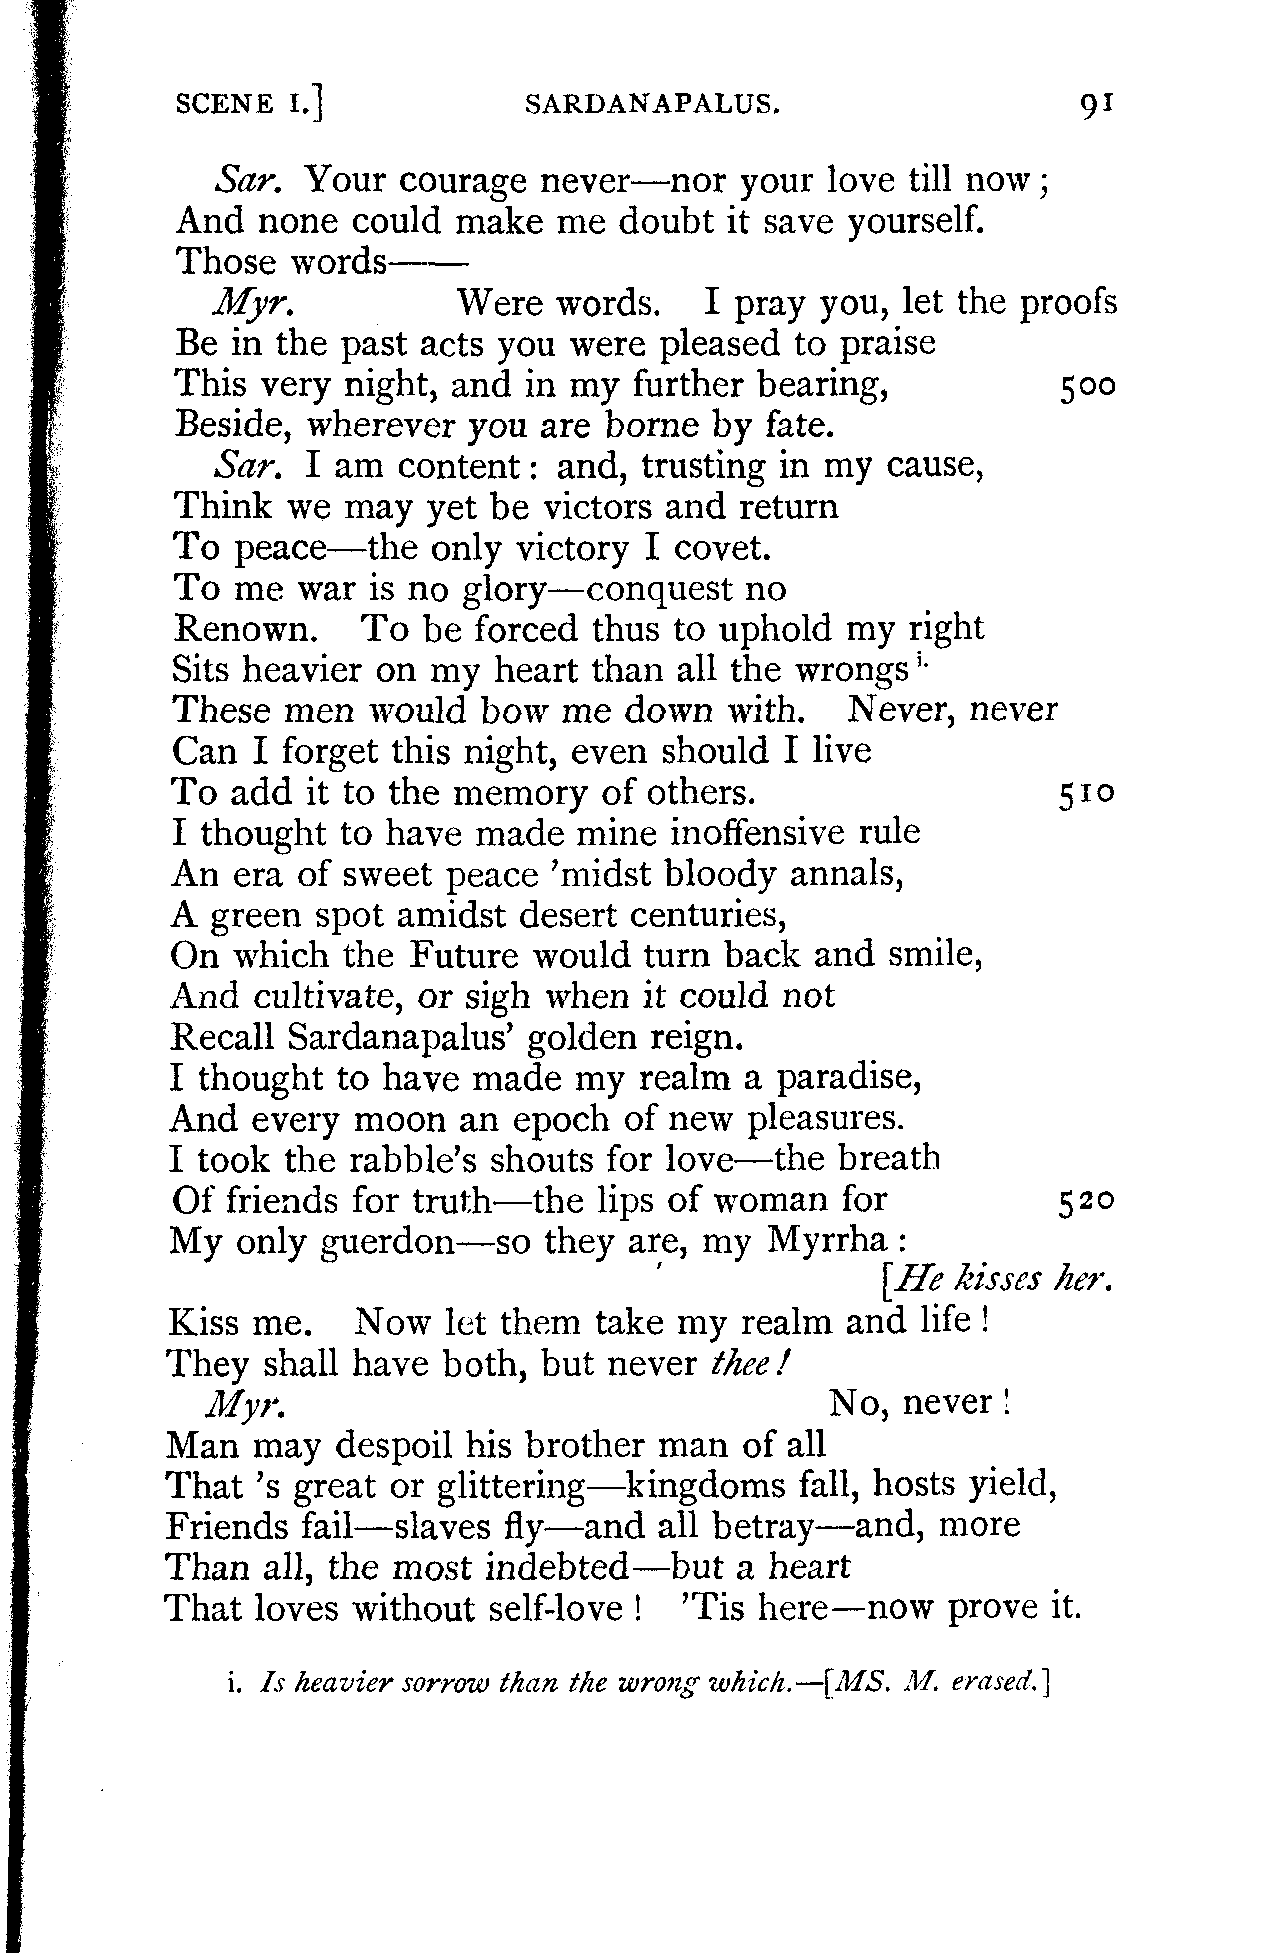 SCENE I.] SARDANAPALUS. 91
Sar. Your courage never—nor your love till now;
And none could make me doubt it save yourself.
Those words——
Myr. Were words. I pray you, let the proofs
Be in the past acts you were pleased to praise
This very night, and in my further bearing, 500
Beside, wherever you are borne by fate.
Sar. I am content: and, trusting in my cause,
Think we may yet be victors and return
To peace—the only victory I covet.
To me war is no glory—conquest no
Renown. To be forced thus to uphold my right
Sits heavier on my heart than all the wrongs i.
These men would bow me down with. Never, never
Can I forget this night, even should I live
To add it to the memory of others. 510
I thought to have made mine inoffensive rule
An era of sweet peace 'midst bloody annals,
A green spot amidst desert centuries,
On which the Future would turn back and smile,
And cultivate, or sigh when it could not
Recall Sardanapalus' golden reign.
I thought to have made my realm a paradise,
And every moon an epoch of new pleasures.
I took the rabble's shouts for love—the breath
Of friends for truth—the lips of woman for 520
My only guerdon—so they are, my Myrrha:
[He kisses her.
Kiss me. Now let them take my realm and life!
They shall have both, but never thee!
Myr. No, never!
Man may despoil his brother man of all
That 's great or glittering—kingdoms fall, hosts yield,
Friends fail—slaves fly—and all betray—and, more
Than all, the most indebted—but a heart
That loves without self-love! 'Tis here—now prove it.
i. Is heavier sorrow than the wrong which.—[MS. M. erased.]